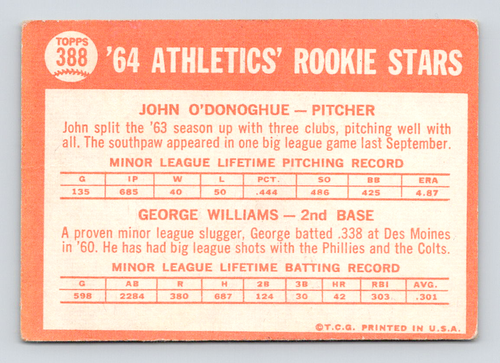 TOPPS
388
'64 ATHLETICS' ROOKIE STARS
JOHN O'DONOGHUE — PITCHER
John split the '63 season up with three clubs, pitching well with
all. The southpaw appeared in one big league game last September.
MINOR LEAGUE LIFETIME PITCHING RECORD
G IP W L PCT. SO BB ERA
135 685 40 50 .444 486 425 4.87
GEORGE WILLIAMS — 2nd BASE
A proven minor league slugger, George batted .338 at Des Moines
in '60. He has had big league shots with the Phillies and the Colts.
MINOR LEAGUE LIFETIME BATTING RECORD
G AB R H 2B 3B HR RBI AVG.
598 2284 380 687 124 30 42 303 .301
©T.C.G. PRINTED IN U.S.A.